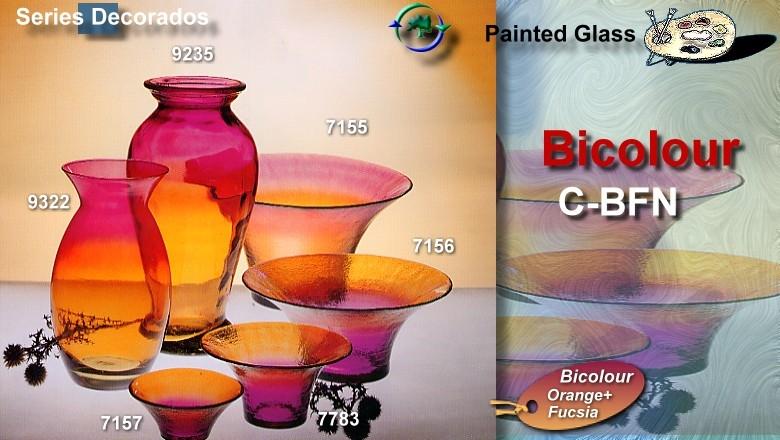 Series Decorados
Painted Glass
9235
7155
9322
7156
7157
7783
Bicolour
C-BFN
Bicolour
Orange+
Fucsia